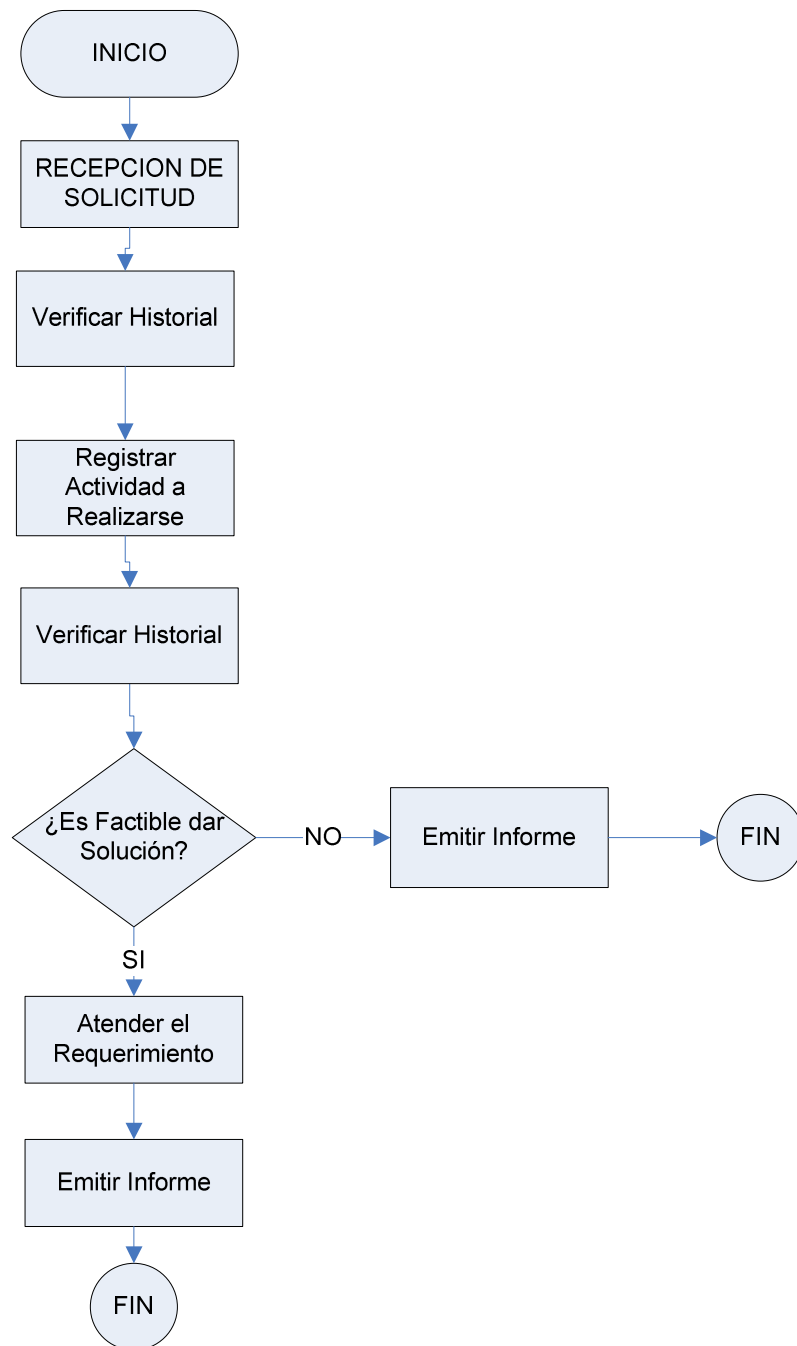 INICIO
RECEPCION DE
SOLICITUD
Verificar Historial
Registrar
Actividad a
Realizarse
Verificar Historial
¿Es Factible dar
Solución?
NO
Emitir Informe
FIN
SI
Atender el
Requerimiento
Emitir Informe
FIN